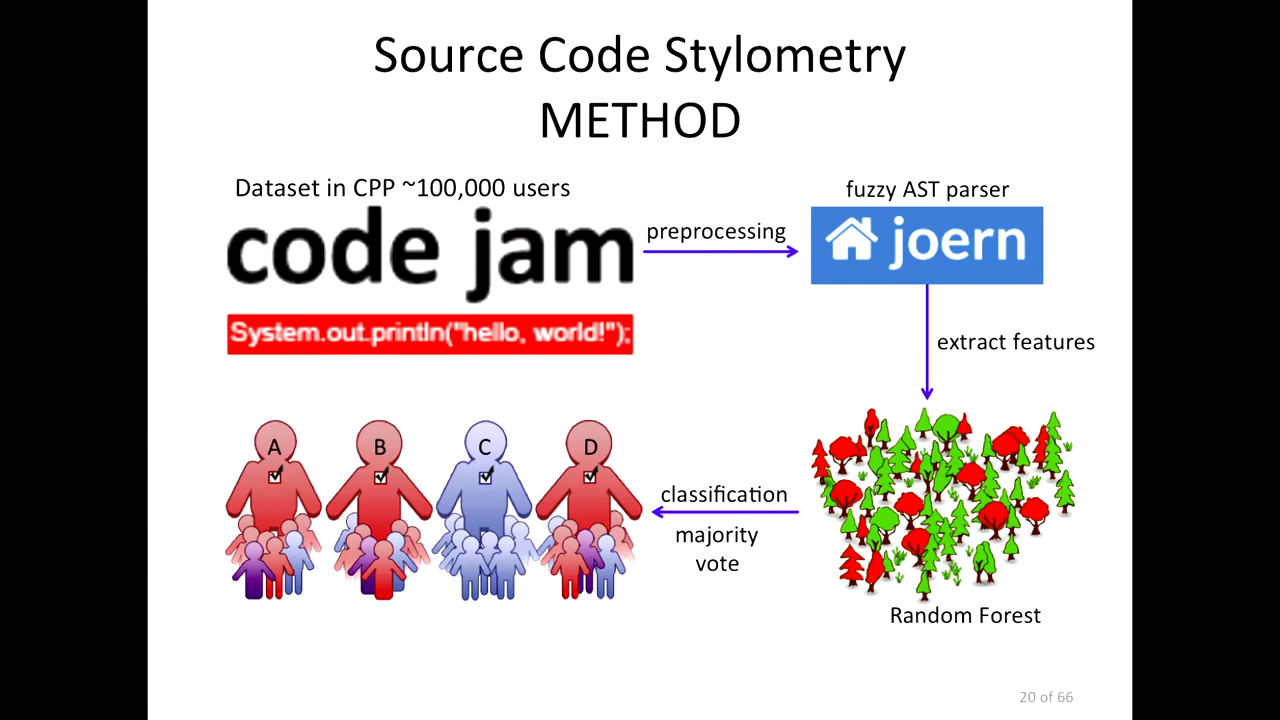 Source Code Stylometry
METHOD
Dataset in CPP ~100,000 users
code jam
System.out.println("hello, world!");
preprocessing
fuzzy AST parser
joern
extract features
Random Forest
classification
majority
vote
A
B
C
D
20 of 66